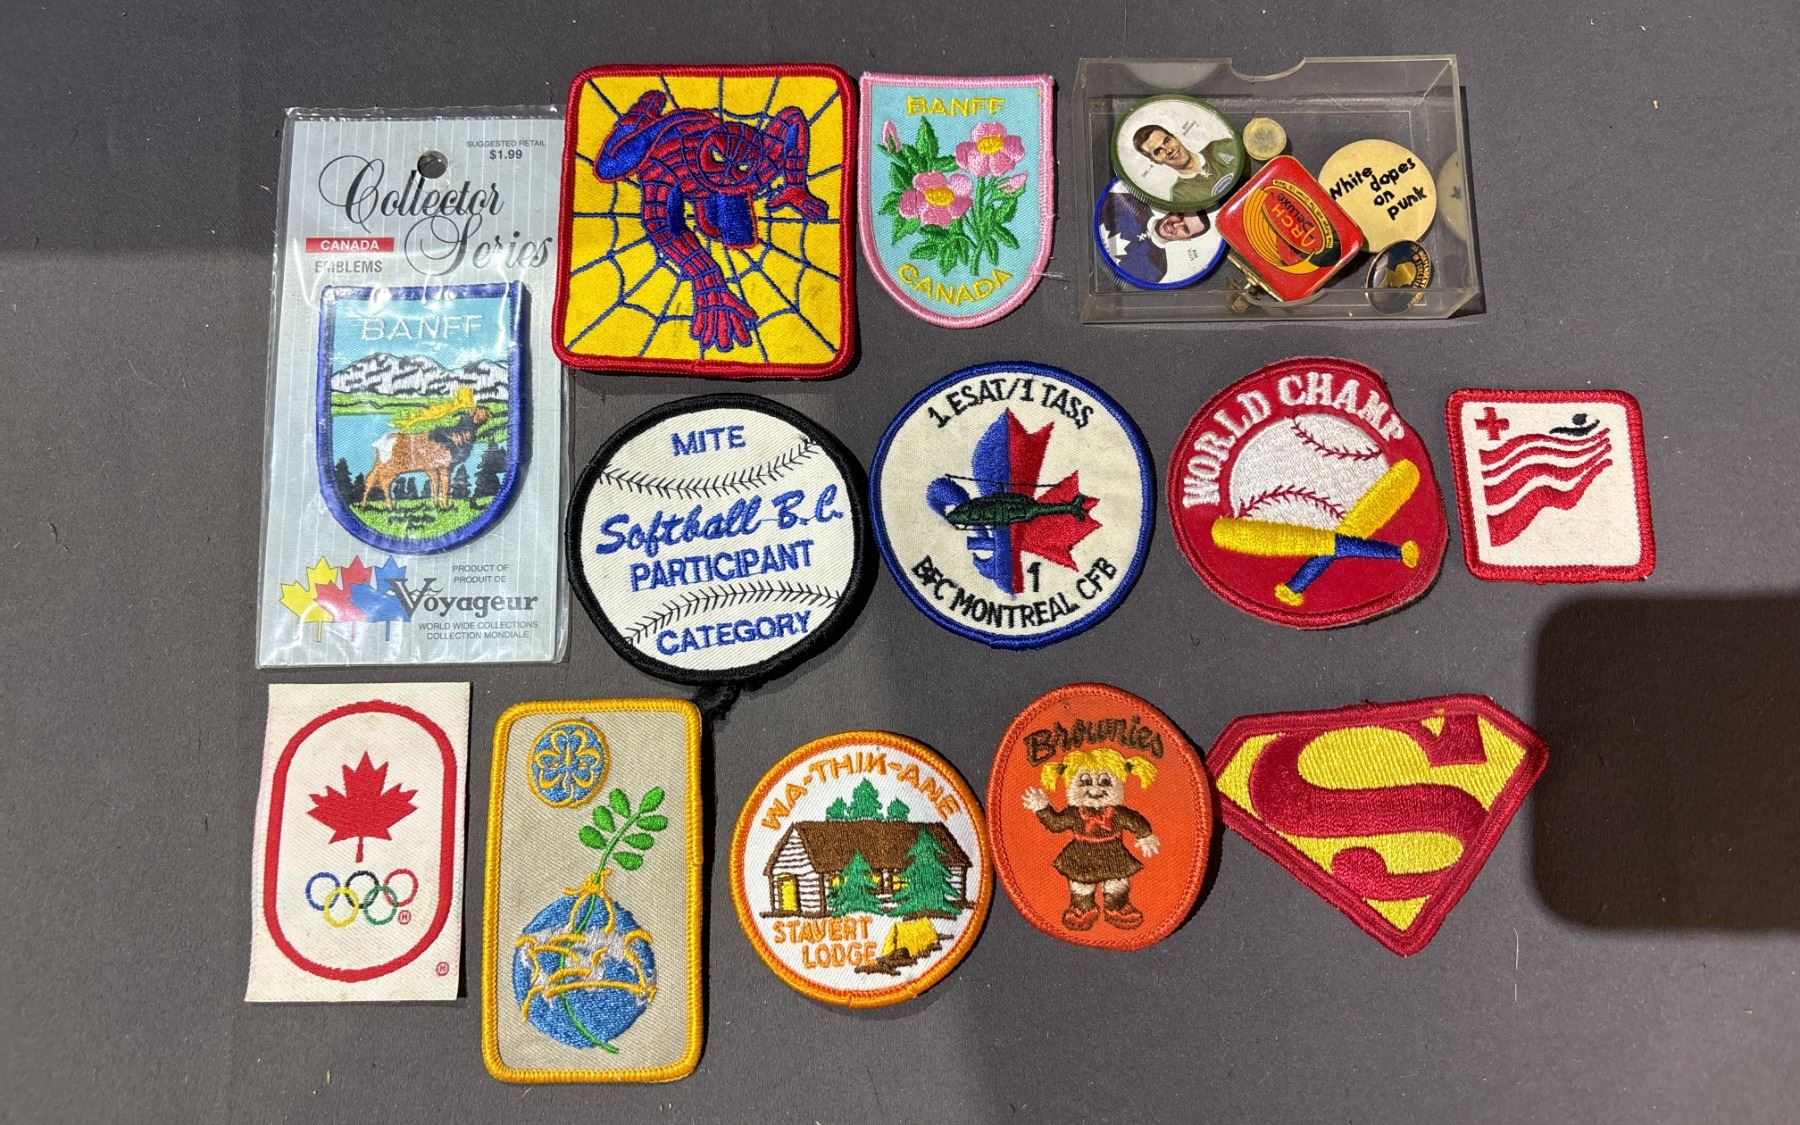 SUGGESTED RETAIL
$1.99
Collector
Series
CANADA
EMBLEMS
BANFF
PRODUCT OF
PRODUIT DE
Voyageur
WORLD WIDE COLLECTIONS
COLLECTION MONDIALE
BANFF
CANADA
ARCH
DELUXE
White dopes
on
punk
MITE
Softball B.C.
PARTICIPANT
CATEGORY
1 ESAT/1 TASS
1
BFC MONTREAL CFB
WORLD CHAMP
WA-THIK-ANE
STAVERT
LODGE
Brownies
S